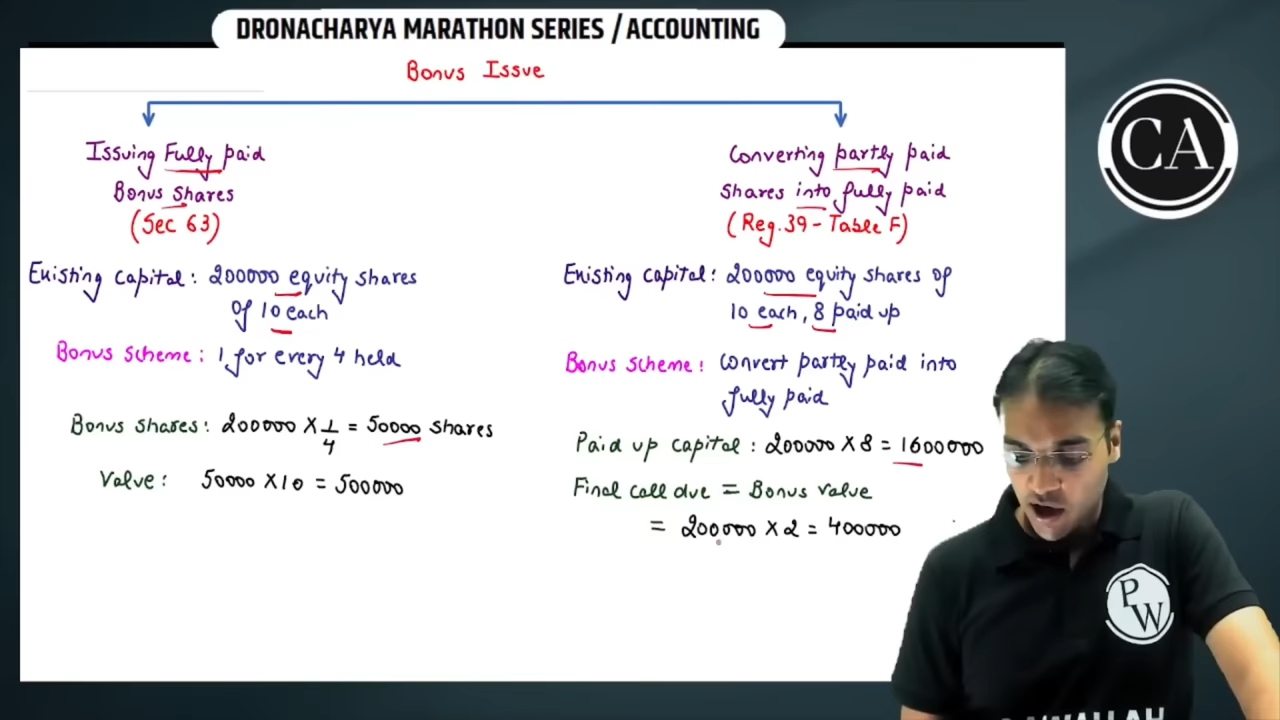 DRONACHARYA MARATHON SERIES / ACCOUNTING
Bonus Issue
Issuing Fully paid
Bonus shares
(Sec 63)
Existing capital: 200000 equity shares
of 10 each
Bonus scheme: 1 for every 4 held
Bonus shares: 200000 X 1/4 = 50000 shares
Value: 50000 X 10 = 500000
Converting partly paid
shares into fully paid
(Reg. 39 - Table F)
Existing capital: 200000 equity shares of
10 each, 8 paid up
Bonus scheme: convert partly paid into
fully paid
Paid up capital: 200000 X 8 = 1600000
Final call due = Bonus value
= 200000 X 2 = 400000
CA
P
W